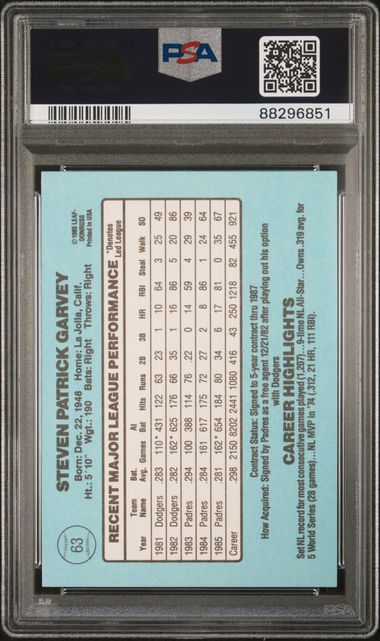 PSA
88296851
63
STEVEN PATRICK GARVEY
© 1986 LEAF-
DONRUSS
Printed in USA
Born: Dec. 22, 1948 Home: La Jolla, Calif.
Ht.: 5'10" Wgt.: 190 Bats: Right Throws: Right
RECENT MAJOR LEAGUE PERFORMANCE *Denotes Led League
Year Team Name Bat. Avg. Games At Bat Hits Runs 2B 3B HR RBI Steal Walk SO
1981 Dodgers .283 110* 431 122 63 23 1 10 64 3 25 49
1982 Dodgers .282 162* 625 176 66 35 1 16 86 5 20 86
1983 Padres .294 100 388 114 76 22 0 14 59 4 29 39
1984 Padres .284 161 617 175 72 27 2 8 86 1 24 64
1985 Padres .281 162* 654 184 80 34 6 17 81 0 35 67
Career .298 2150 8202 2441 1080 416 43 250 1218 82 455 921
Contract Status: Signed to 5-year contract thru 1987
How Acquired: Signed by Padres as a free agent 12/21/82 after playing out his option
with Dodgers
CAREER HIGHLIGHTS
Set NL record for most consecutive games played (1,207)...9-time NL All-Star...Owns .319 avg. for
5 World Series (28 games)...NL MVP in '74 (.312, 21 HR, 111 RBI).